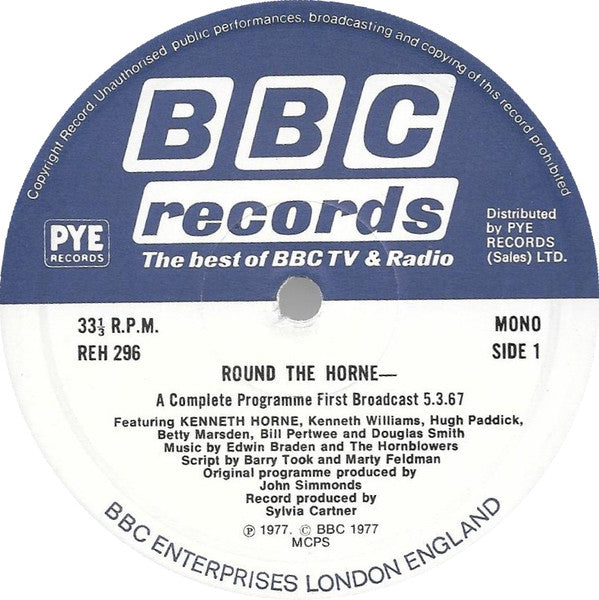 Copyright Record. Unauthorised public performances, broadcasting and copying of this record prohibited
BBC
records
The best of BBC TV & Radio
PYE
RECORDS
Distributed
by PYE
RECORDS
(Sales) LTD.
33⅓ R.P.M.
REH 296
MONO
SIDE 1
ROUND THE HORNE—
A Complete Programme First Broadcast 5.3.67
Featuring KENNETH HORNE, Kenneth Williams, Hugh Paddick,
Betty Marsden, Bill Pertwee and Douglas Smith
Music by Edwin Braden and The Hornblowers
Script by Barry Took and Marty Feldman
Original programme produced by
John Simmonds
Record produced by
Sylvia Cartner
℗ 1977. © BBC 1977
MCPS
BBC ENTERPRISES LONDON ENGLAND